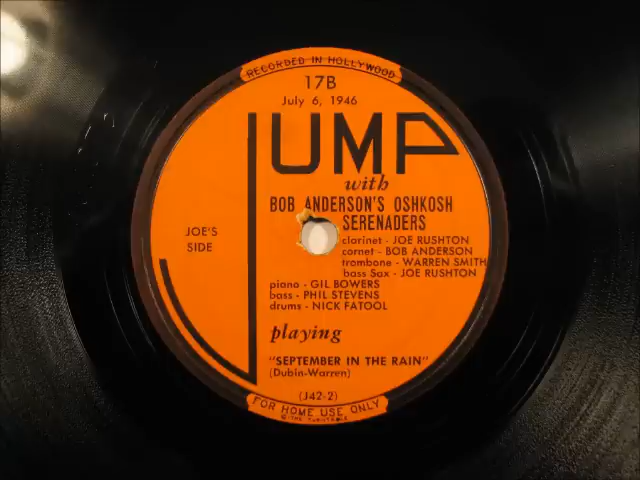 RECORDED IN HOLLYWOOD
17B
July 6, 1946
JUMP
with
BOB ANDERSON'S OSHKOSH
SERENADERS
JOE'S
SIDE
clarinet - JOE RUSHTON
cornet - BOB ANDERSON
trombone - WARREN SMITH
bass Sax - JOE RUSHTON
piano - GIL BOWERS
bass - PHIL STEVENS
drums - NICK FATOOL
playing
"SEPTEMBER IN THE RAIN"
(Dubin-Warren)
(J42-2)
FOR HOME USE ONLY
© THE TURNTABLE